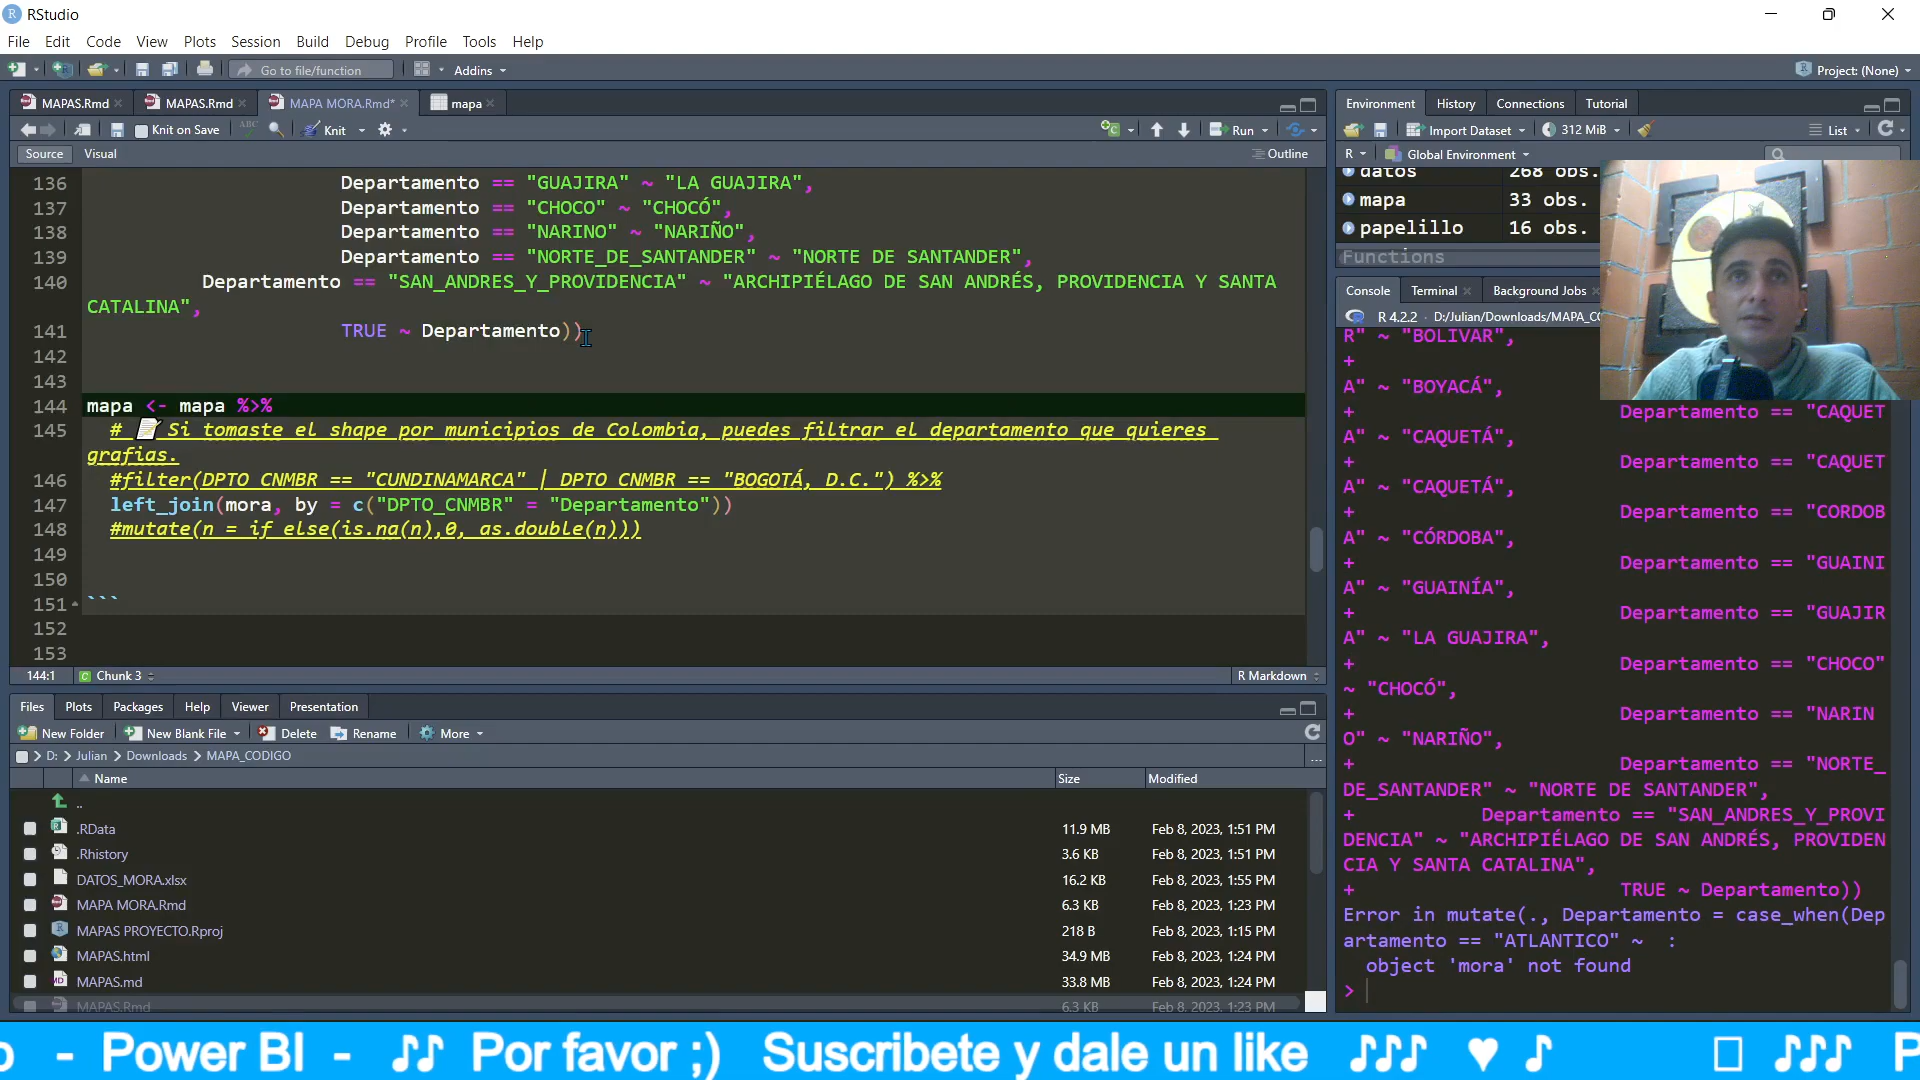 RStudio
File Edit Code View Plots Session Build Debug Profile Tools Help
Go to file/function
Addins
Project: (None)
MAPAS.Rmd
MAPAS.Rmd
MAPA MORA.Rmd*
mapa
Knit on Save
ABC
Knit
Run
Source
Visual
Outline
136 Departamento == "GUAJIRA" ~ "LA GUAJIRA",
137 Departamento == "CHOCO" ~ "CHOCÓ",
138 Departamento == "NARINO" ~ "NARIÑO",
139 Departamento == "NORTE_DE_SANTANDER" ~ "NORTE DE SANTANDER",
140 Departamento == "SAN_ANDRES_Y_PROVIDENCIA" ~ "ARCHIPIÉLAGO DE SAN ANDRÉS, PROVIDENCIA Y SANTA
CATALINA",
141 TRUE ~ Departamento))
142
143
144 mapa <- mapa %>%
145 # 📝 Si tomaste el shape por municipios de Colombia, puedes filtrar el departamento que quieres
grafias.
146 #filter(DPTO_CNMBR == "CUNDINAMARCA" | DPTO_CNMBR == "BOGOTÁ, D.C.") %>%
147 left_join(mora, by = c("DPTO_CNMBR" = "Departamento"))
148 #mutate(n = if_else(is.na(n),0, as.double(n)))
149
150
151 ```
152
153
144:1
Chunk 3
R Markdown
Files Plots Packages Help Viewer Presentation
New Folder New Blank File Delete Rename More
D: > Julian > Downloads > MAPA_CODIGO
...
Name Size Modified
..
.RData 11.9 MB Feb 8, 2023, 1:51 PM
.Rhistory 3.6 KB Feb 8, 2023, 1:51 PM
DATOS_MORA.xlsx 16.2 KB Feb 8, 2023, 1:55 PM
MAPA MORA.Rmd 6.3 KB Feb 8, 2023, 1:23 PM
MAPAS PROYECTO.Rproj 218 B Feb 8, 2023, 1:15 PM
MAPAS.html 34.9 MB Feb 8, 2023, 1:24 PM
MAPAS.md 33.8 MB Feb 8, 2023, 1:24 PM
MAPAS.Rmd 6.3 KB Feb 8, 2023, 1:23 PM
Environment History Connections Tutorial
Import Dataset 312 MiB List
R Global Environment
datos 268 obs.
mapa 33 obs.
papelillo 16 obs.
Functions
Console Terminal Background Jobs
R 4.2.2 · D:/Julian/Downloads/MAPA_CO
R" ~ "BOLIVAR",
+
A" ~ "BOYACÁ",
+ Departamento == "CAQUET
A" ~ "CAQUETÁ",
+ Departamento == "CAQUET
A" ~ "CAQUETÁ",
+ Departamento == "CORDOB
A" ~ "CÓRDOBA",
+ Departamento == "GUAINI
A" ~ "GUAINÍA",
+ Departamento == "GUAJIR
A" ~ "LA GUAJIRA",
+ Departamento == "CHOCO"
~ "CHOCÓ",
+ Departamento == "NARIN
O" ~ "NARIÑO",
+ Departamento == "NORTE_
DE_SANTANDER" ~ "NORTE DE SANTANDER",
+ Departamento == "SAN_ANDRES_Y_PROVI
DENCIA" ~ "ARCHIPIÉLAGO DE SAN ANDRÉS, PROVIDEN
CIA Y SANTA CATALINA",
+ TRUE ~ Departamento))
Error in mutate(., Departamento = case_when(Dep
artamento == "ATLANTICO" ~ :
object 'mora' not found
>
o - Power BI - ♪♪ Por favor ;) Suscribete y dale un like ♪♪♪ ♥ ♪ □ ♪♪♪ P